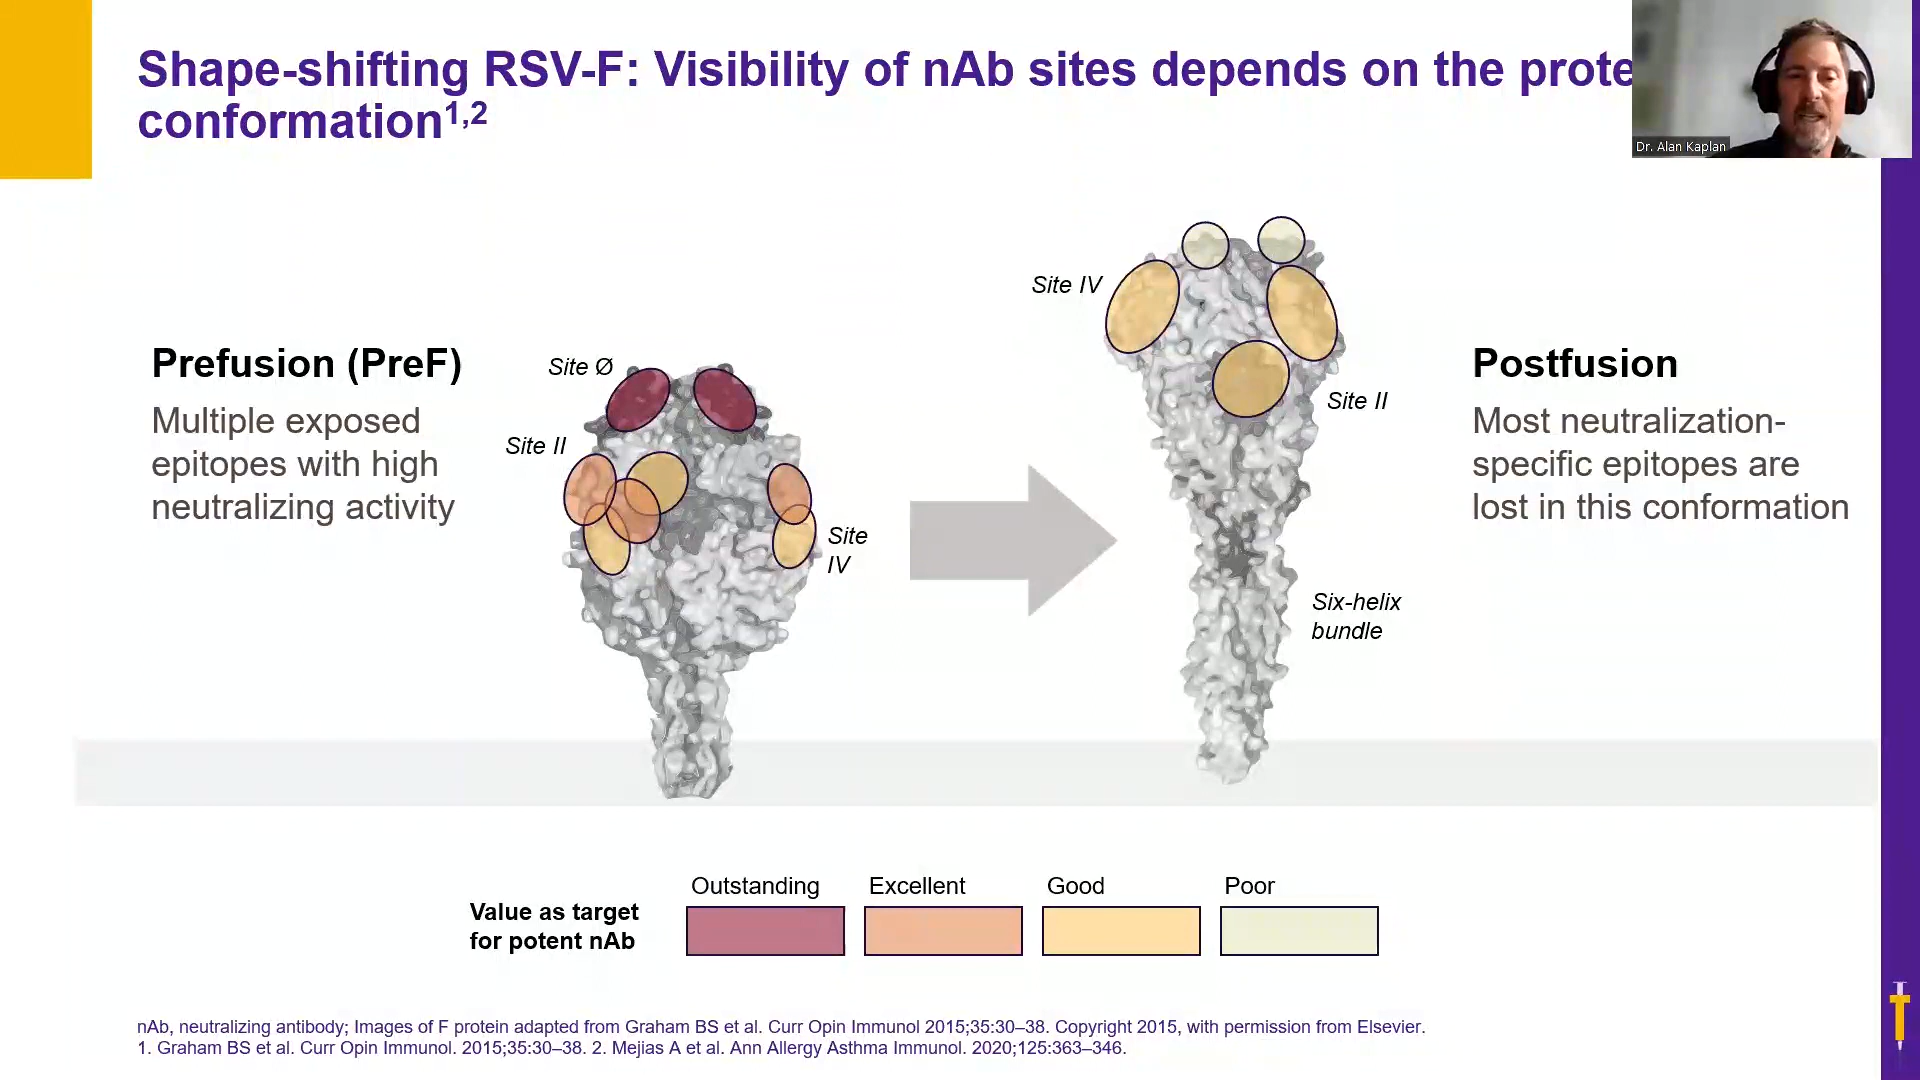 Shape-shifting RSV-F: Visibility of nAb sites depends on the prote
conformation1,2
Dr. Alan Kaplan
Prefusion (PreF)
Multiple exposed
epitopes with high
neutralizing activity
Site Ø
Site II
Site
IV
Site IV
Site II
Six-helix
bundle
Postfusion
Most neutralization-
specific epitopes are
lost in this conformation
Value as target
for potent nAb
Outstanding
Excellent
Good
Poor
nAb, neutralizing antibody; Images of F protein adapted from Graham BS et al. Curr Opin Immunol 2015;35:30–38. Copyright 2015, with permission from Elsevier.
1. Graham BS et al. Curr Opin Immunol. 2015;35:30–38. 2. Mejias A et al. Ann Allergy Asthma Immunol. 2020;125:363–346.